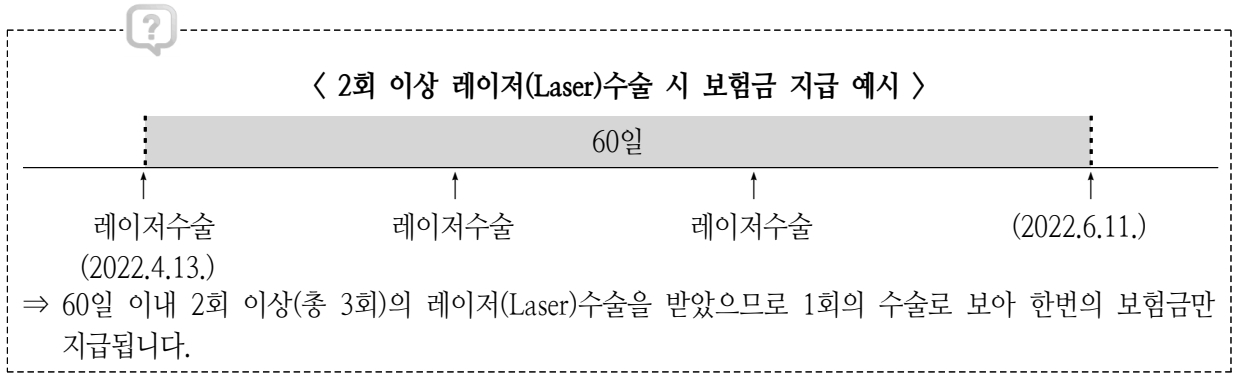 ?
〈 2회 이상 레이저(Laser)수술 시 보험금 지급 예시 〉
60일
레이저수술 레이저수술 레이저수술 (2022.6.11.)
(2022.4.13.)
⇒ 60일 이내 2회 이상(총 3회)의 레이저(Laser)수술을 받았으므로 1회의 수술로 보아 한번의 보험금만
지급됩니다.